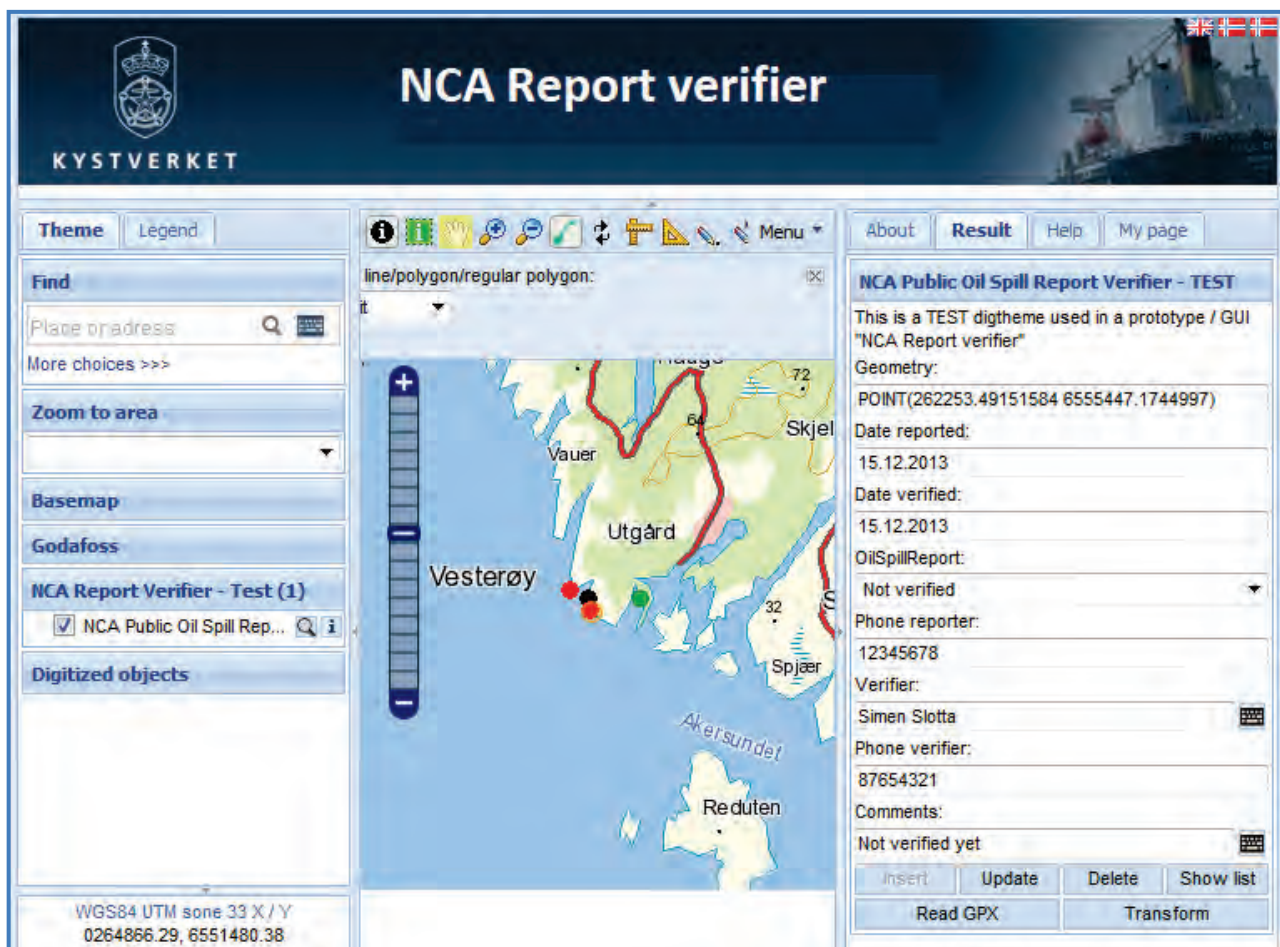 KYSTVERKET
NCA Report verifier
Theme
Legend
Find
Place or adress
More choices >>>
Zoom to area
Basemap
Godafoss
NCA Report Verifier - Test (1)
NCA Public Oil Spill Rep...
Digitized objects
WGS84 UTM sone 33 X / Y
0264866.29, 6551480.38
Menu
line/polygon/regular polygon:
it
72
64
Skjel
Vauer
Utgård
Vesterøy
32
S
Spjær
Akersundet
Reduten
About
Result
Help
My page
NCA Public Oil Spill Report Verifier - TEST
This is a TEST digtheme used in a prototype / GUI
"NCA Report verifier"
Geometry:
POINT(262253.49151584 6555447.1744997)
Date reported:
15.12.2013
Date verified:
15.12.2013
OilSpillReport:
Not verified
Phone reporter:
12345678
Verifier:
Simen Slotta
Phone verifier:
87654321
Comments:
Not verified yet
Insert
Update
Delete
Show list
Read GPX
Transform